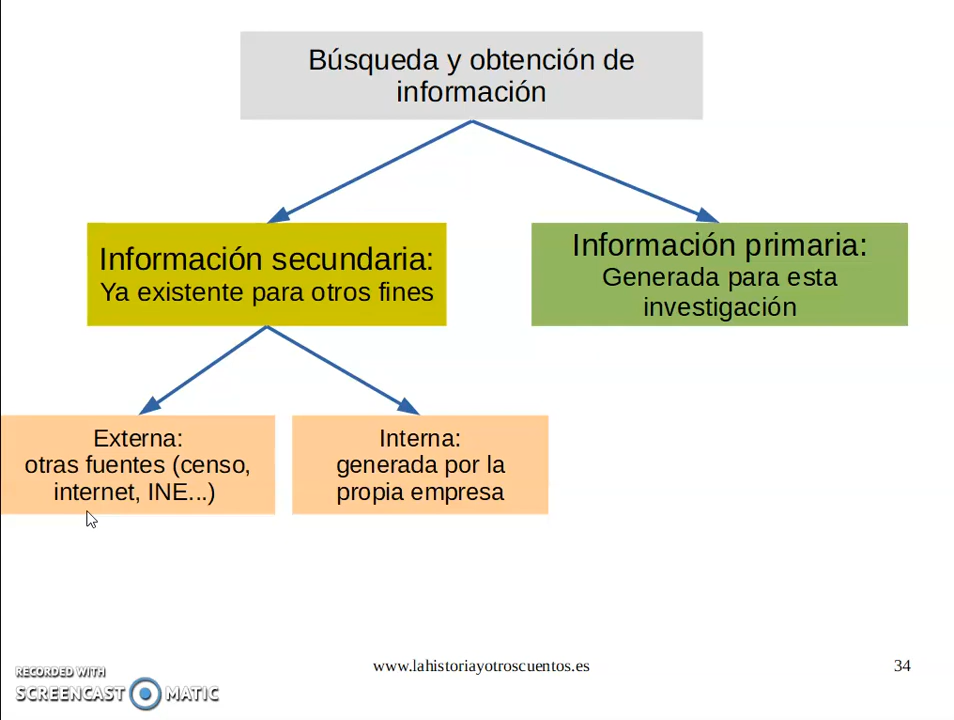 Búsqueda y obtención de
información
Información secundaria:
Ya existente para otros fines
Información primaria:
Generada para esta
investigación
Externa:
otras fuentes (censo,
internet, INE...)
Interna:
generada por la
propia empresa
www.lahistoriayotroscuentos.es
34
RECORDED WITH
SCREENCAST MATIC